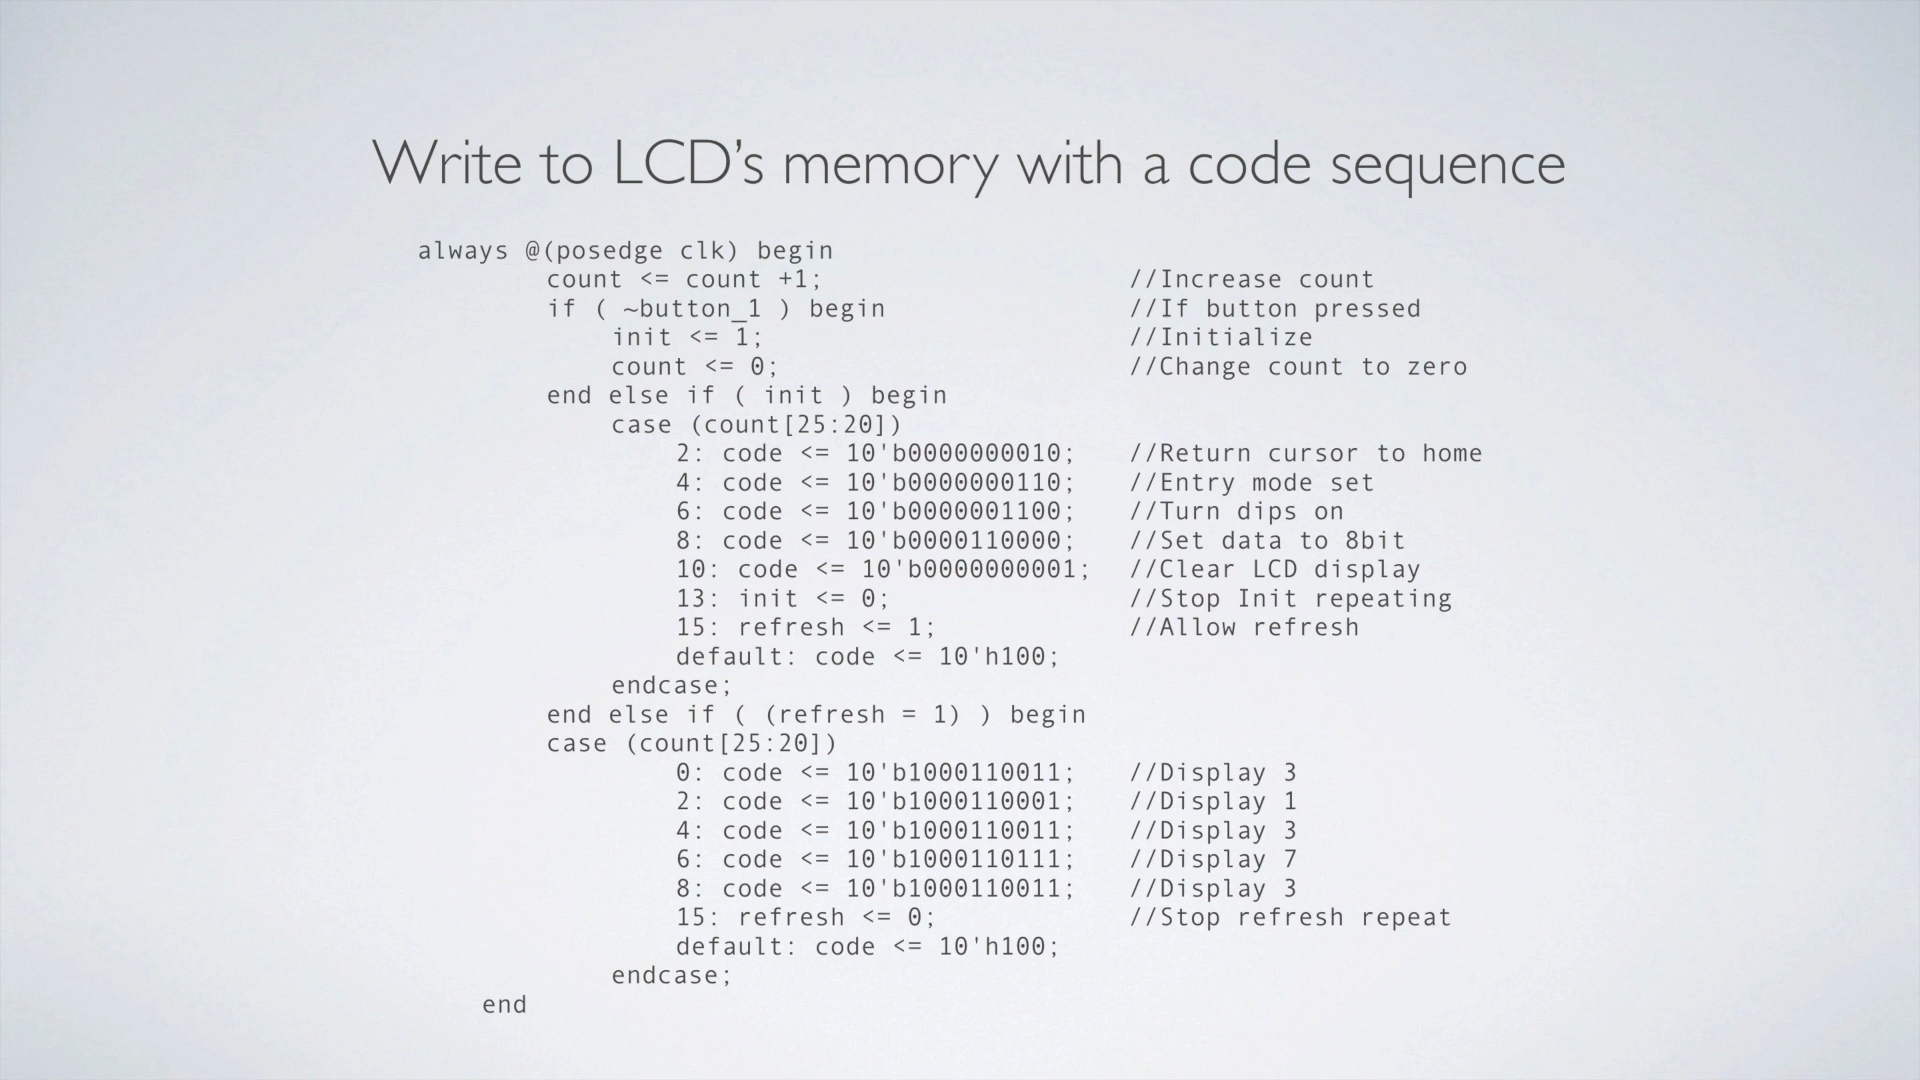 Write to LCD’s memory with a code sequence
always @(posedge clk) begin
count <= count +1; //Increase count
if ( ~button_1 ) begin //If button pressed
init <= 1; //Initialize
count <= 0; //Change count to zero
end else if ( init ) begin
case (count[25:20])
2: code <= 10'b0000000010; //Return cursor to home
4: code <= 10'b0000000110; //Entry mode set
6: code <= 10'b0000001100; //Turn dips on
8: code <= 10'b0000110000; //Set data to 8bit
10: code <= 10'b0000000001; //Clear LCD display
13: init <= 0; //Stop Init repeating
15: refresh <= 1; //Allow refresh
default: code <= 10'h100;
endcase;
end else if ( (refresh = 1) ) begin
case (count[25:20])
0: code <= 10'b1000110011; //Display 3
2: code <= 10'b1000110001; //Display 1
4: code <= 10'b1000110011; //Display 3
6: code <= 10'b1000110111; //Display 7
8: code <= 10'b1000110011; //Display 3
15: refresh <= 0; //Stop refresh repeat
default: code <= 10'h100;
endcase;
end